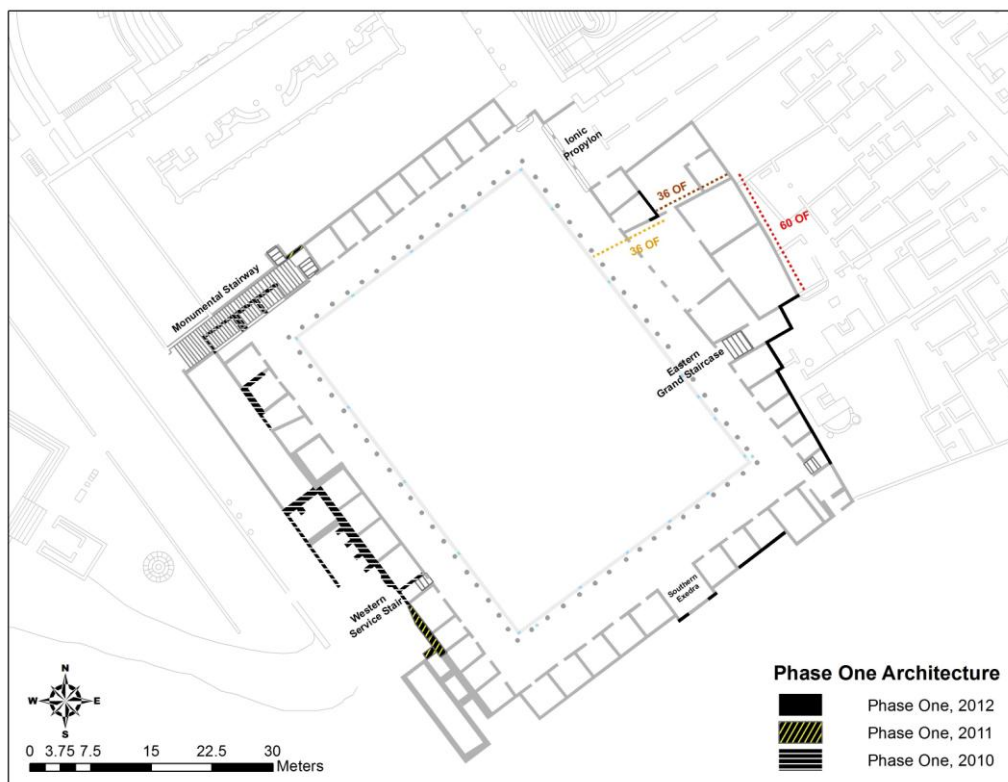 Ionic
Propylon
36 OF
60 OF
36 OF
Monumental Stairway
Eastern
Grand Staircase
Western
Service Stair
Southern
Exedra
N
W
E
S
0 3.75 7.5 15 22.5 30
Meters
Phase One Architecture
Phase One, 2012
Phase One, 2011
Phase One, 2010